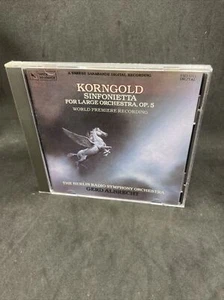 A VARESE SARABANDE DIGITAL RECORDING
KORNGOLD
SINFONIETTA
FOR LARGE ORCHESTRA, OP. 5
WORLD PREMIERE RECORDING
THE BERLIN RADIO SYMPHONY ORCHESTRA
GERD ALBRECHT